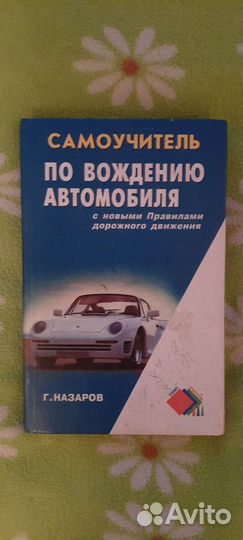 САМОУЧИТЕЛЬ
ПО ВОЖДЕНИЮ
АВТОМОБИЛЯ
с новыми Правилами
дорожного движения
Г. НАЗАРОВ
Avito